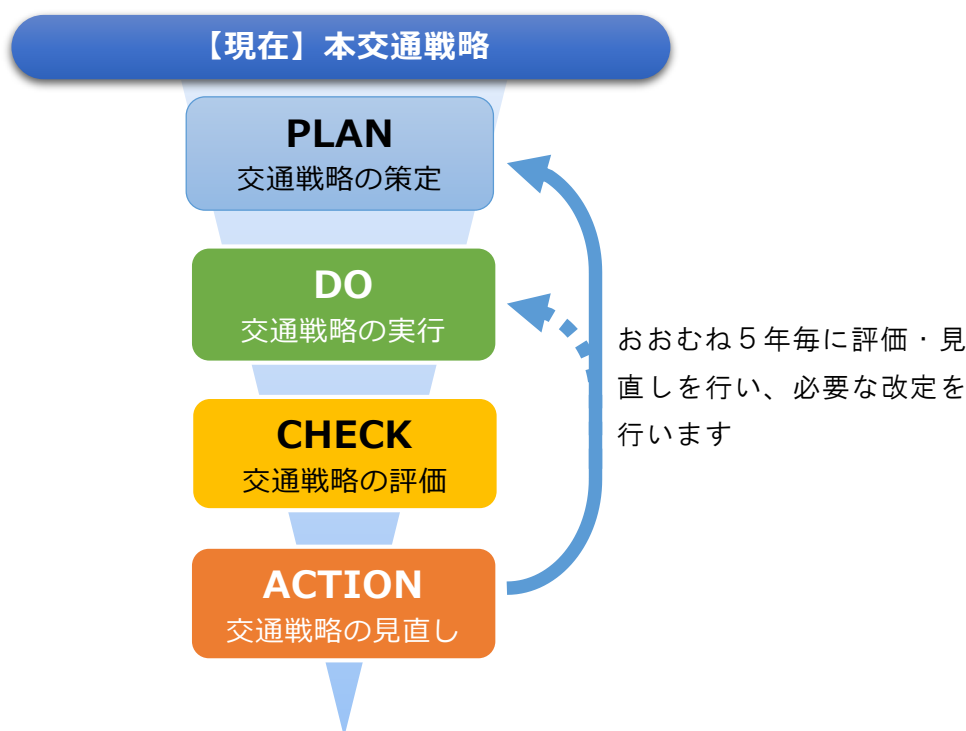 【現在】本交通戦略
PLAN
交通戦略の策定
DO
交通戦略の実行
CHECK
交通戦略の評価
ACTION
交通戦略の見直し
おおむね５年毎に評価・見
直しを行い、必要な改定を
行います